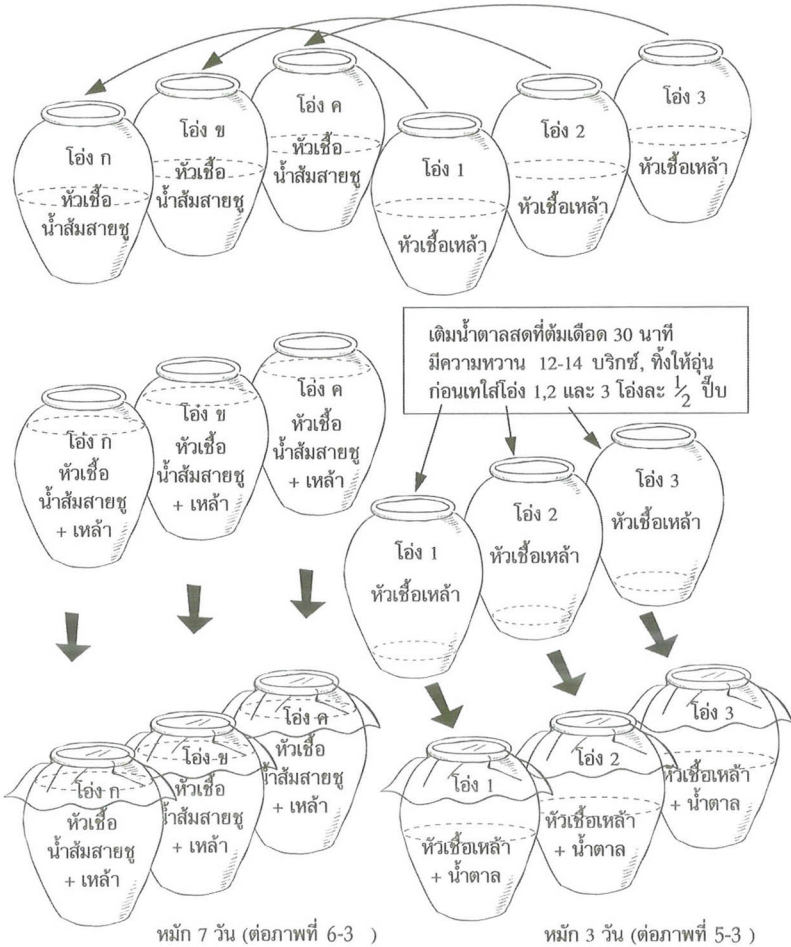 โอ่ง ก
หัวเชื้อ
น้ำส้มสายชู
โอ่ง ข
หัวเชื้อ
น้ำส้มสายชู
โอ่ง ค
หัวเชื้อ
น้ำส้มสายชู
โอ่ง 1
หัวเชื้อเหล้า
โอ่ง 2
หัวเชื้อเหล้า
โอ่ง 3
หัวเชื้อเหล้า
เติมน้ำตาลสดที่ต้มเดือด 30 นาที
มีความหวาน 12-14 บริกซ์, ทิ้งให้อุ่น
ก่อนเทใส่โอ่ง 1,2 และ 3 โอ่งละ 1/2 ปี๊บ
โอ่ง ก
หัวเชื้อ
น้ำส้มสายชู
+ เหล้า
โอ่ง ข
หัวเชื้อ
น้ำส้มสายชู
+ เหล้า
โอ่ง ค
หัวเชื้อ
น้ำส้มสายชู
+ เหล้า
โอ่ง 1
หัวเชื้อเหล้า
โอ่ง 2
หัวเชื้อเหล้า
โอ่ง 3
หัวเชื้อเหล้า
โอ่ง ก
หัวเชื้อ
น้ำส้มสายชู
+ เหล้า
โอ่ง ข
หัวเชื้อ
น้ำส้มสายชู
+ เหล้า
โอ่ง ค
หัวเชื้อ
น้ำส้มสายชู
+ เหล้า
โอ่ง 1
หัวเชื้อเหล้า
+ น้ำตาล
โอ่ง 2
หัวเชื้อเหล้า
+ น้ำตาล
โอ่ง 3
หัวเชื้อเหล้า
+ น้ำตาล
หมัก 7 วัน (ต่อภาพที่ 6-3 )
หมัก 3 วัน (ต่อภาพที่ 5-3 )